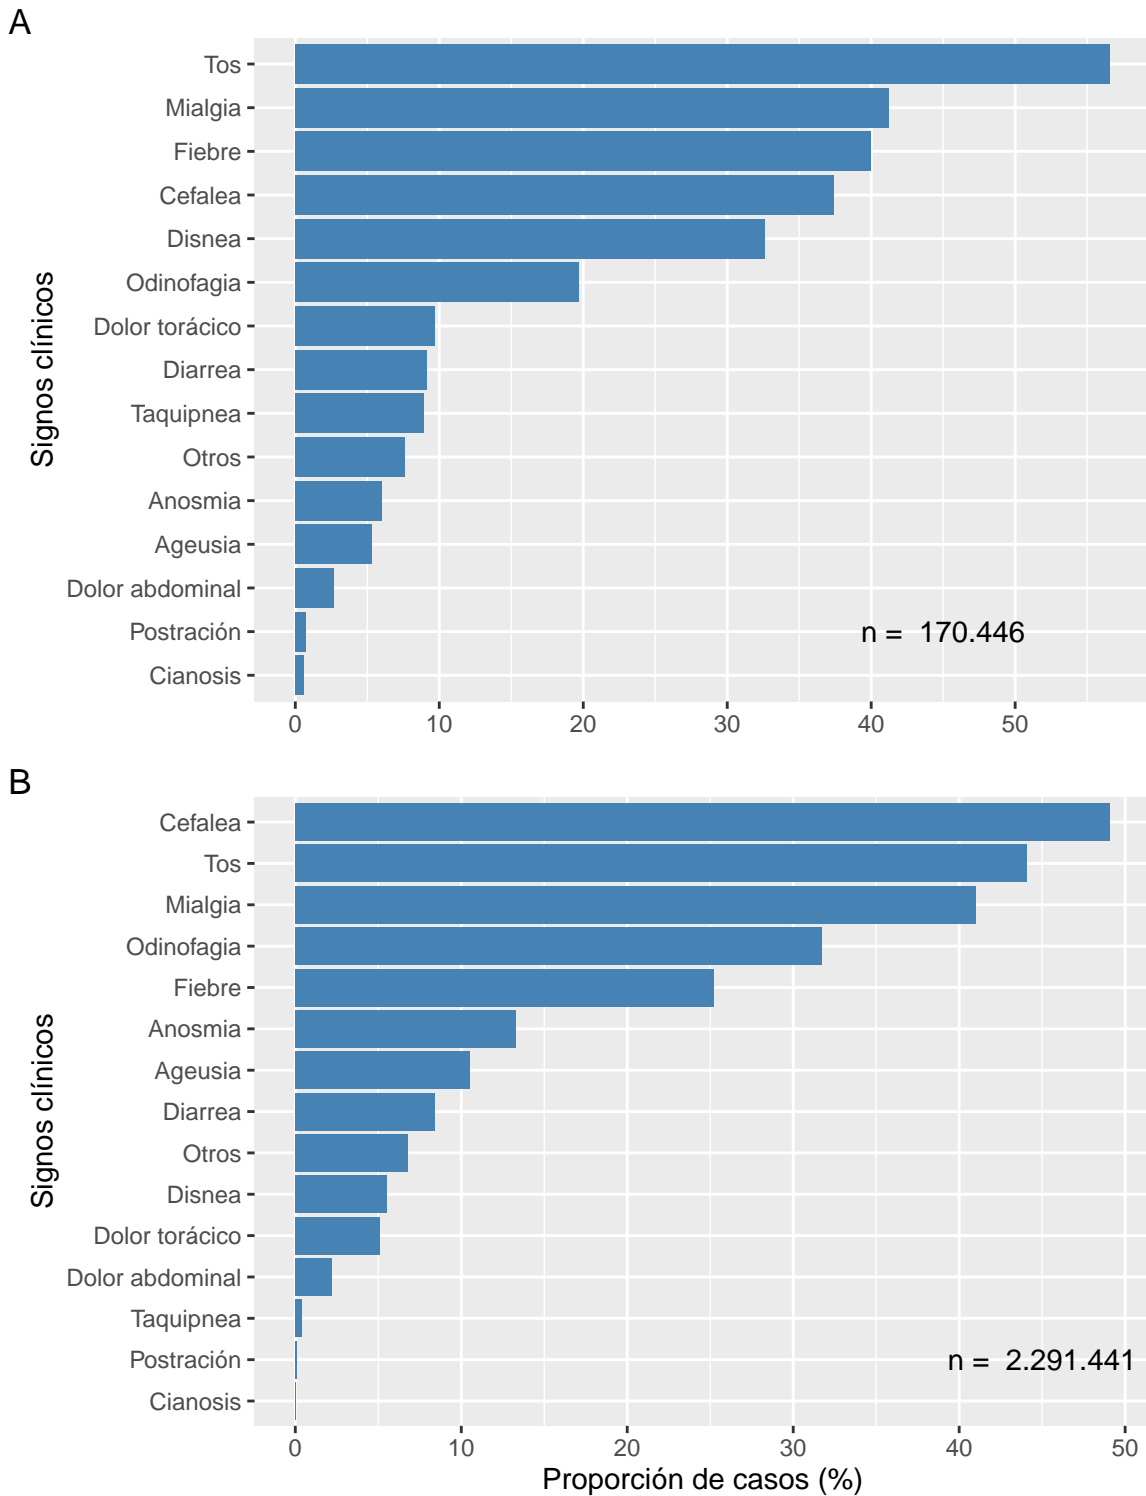 A
Signos clínicos
Tos
Mialgia
Fiebre
Cefalea
Disnea
Odinofagia
Dolor torácico
Diarrea
Taquipnea
Otros
Anosmia
Ageusia
Dolor abdominal
Postración
Cianosis
n = 170.446
0 10 20 30 40 50
B
Signos clínicos
Cefalea
Tos
Mialgia
Odinofagia
Fiebre
Anosmia
Ageusia
Diarrea
Otros
Disnea
Dolor torácico
Dolor abdominal
Taquipnea
Postración
Cianosis
n = 2.291.441
0 10 20 30 40 50
Proporción de casos (%)